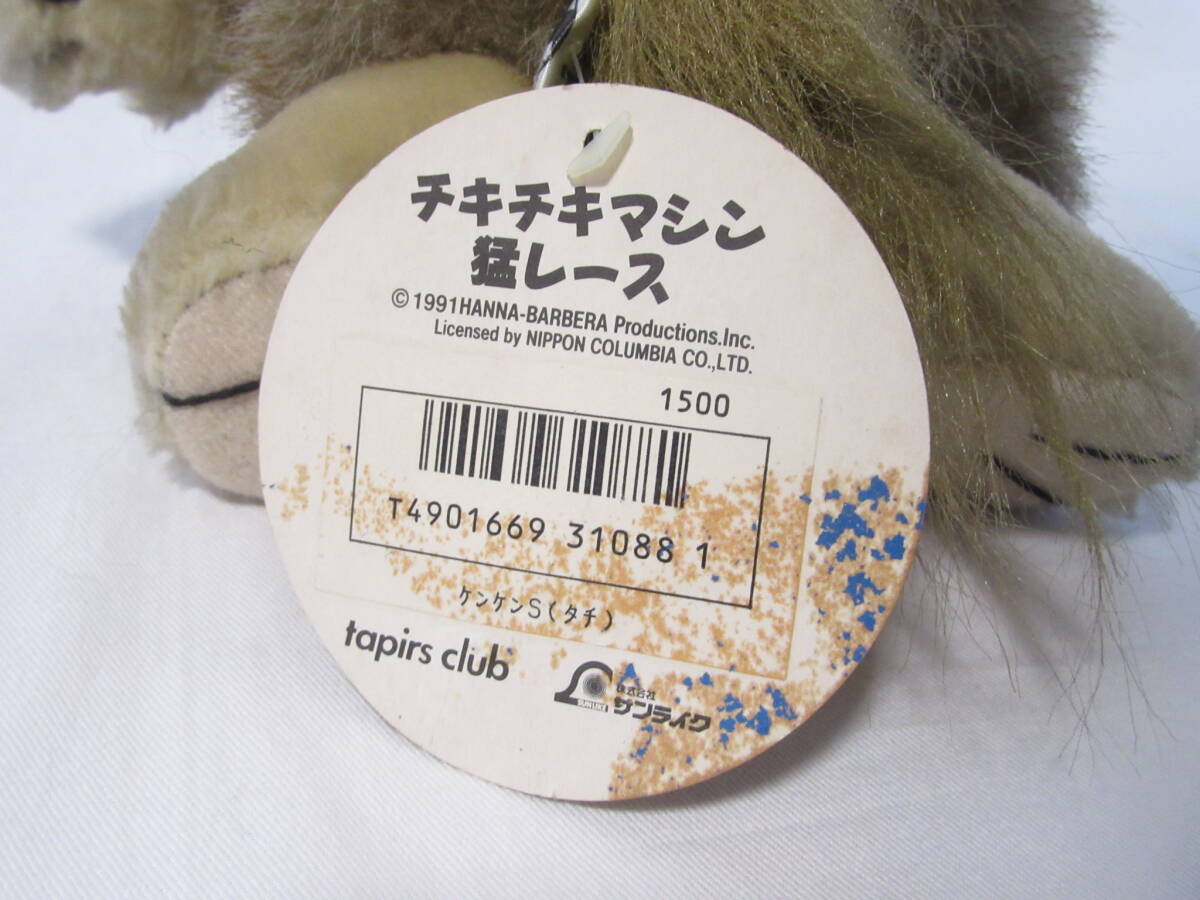 チキチキマシン
猛レース
© 1991 HANNA-BARBERA Productions.Inc.
Licensed by NIPPON COLUMBIA CO.,LTD.
1500
T4901669 31088 1
ケンケンS(タチ)
tapirs club
SUN LIKE
株式会社
サンライク